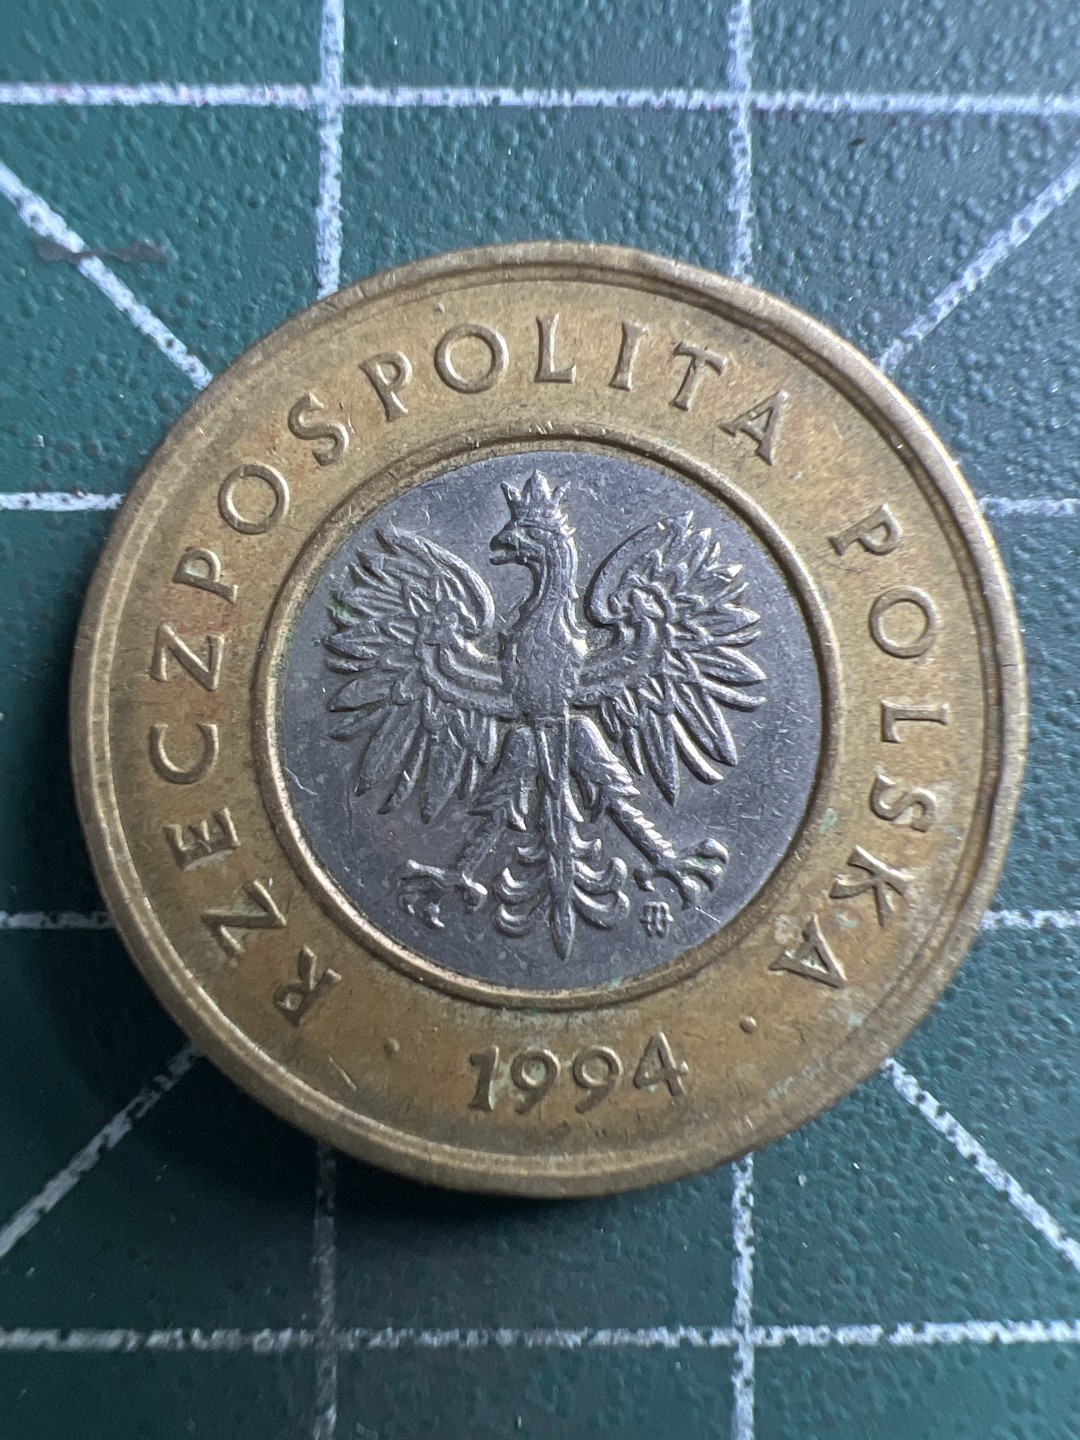 RZECZPOSPOLITA POLSKA
· 1994 ·